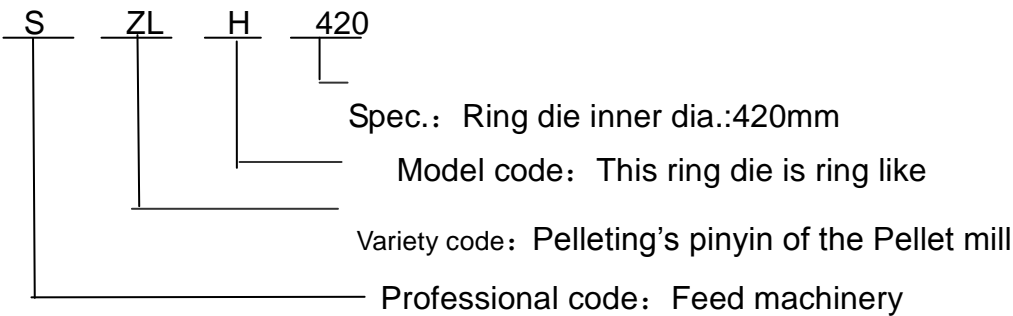 S ZL H 420
Spec.：Ring die inner dia.:420mm
Model code：This ring die is ring like
Variety code：Pelleting’s pinyin of the Pellet mill
Professional code：Feed machinery